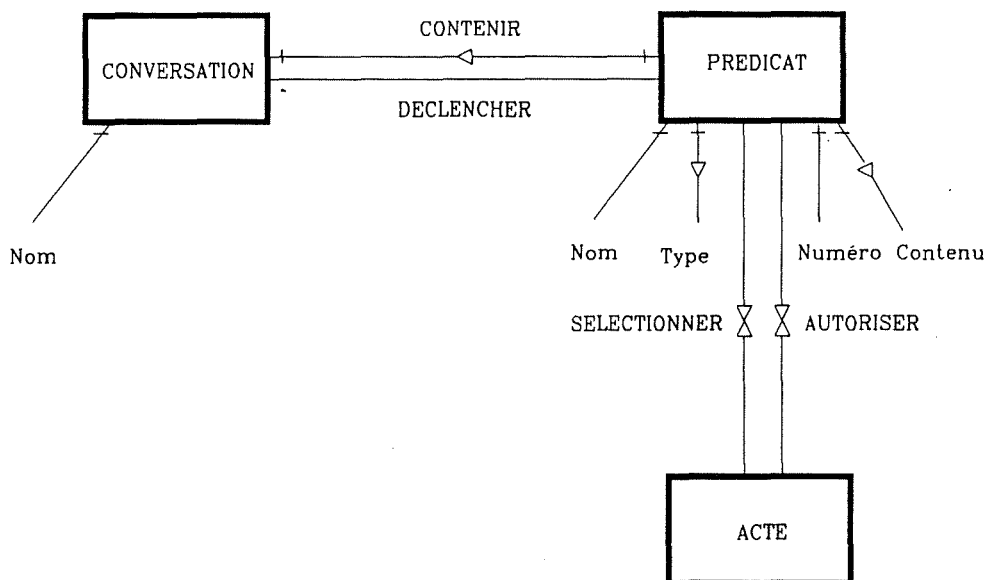 CONTENIR
CONVERSATION
PREDICAT
DECLENCHER
Nom
Nom
Type
Numéro
Contenu
SELECTIONNER
AUTORISER
ACTE